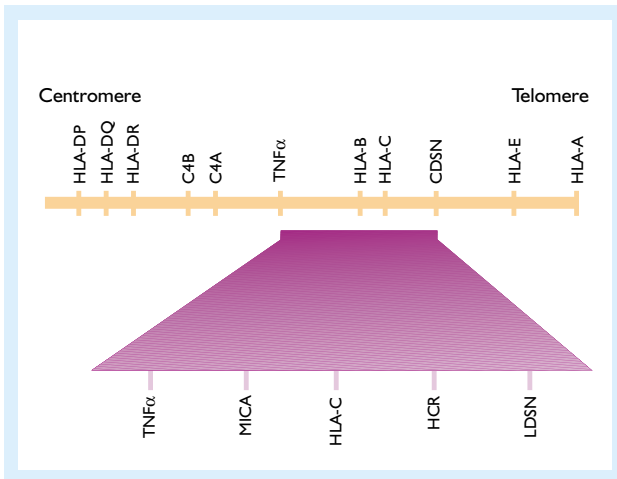 Centromere
Telomere
HLA-DP
HLA-DQ
HLA-DR
C4B
C4A
TNFα
HLA-B
HLA-C
CDSN
HLA-E
HLA-A
TNFα
MICA
HLA-C
HCR
LDSN